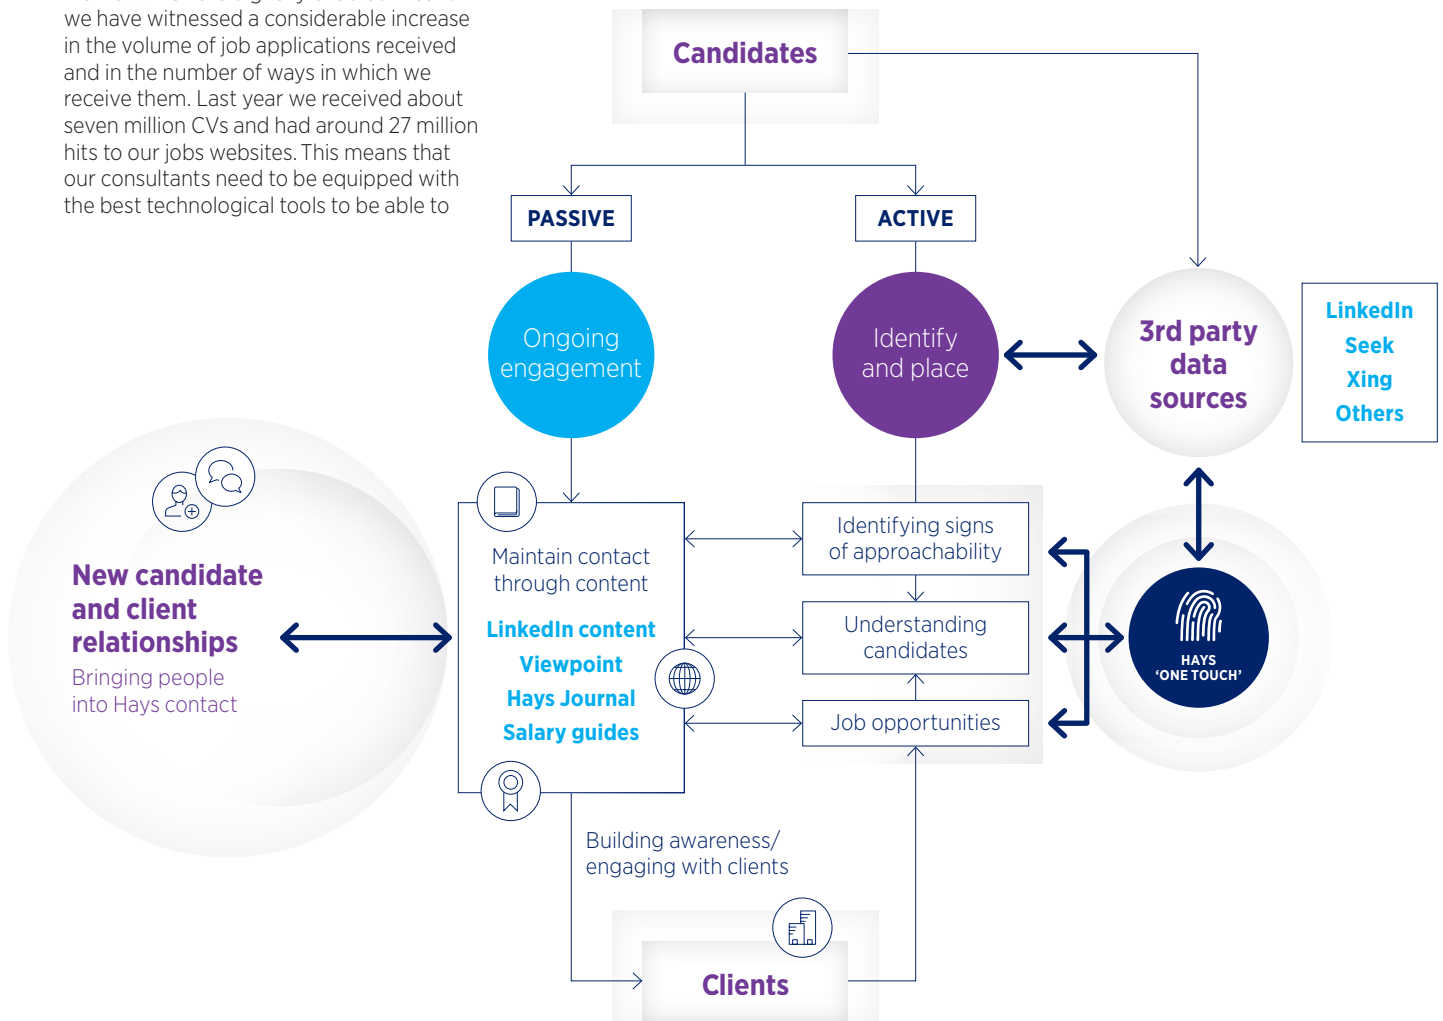 we have witnessed a considerable increase
in the volume of job applications received
and in the number of ways in which we
receive them. Last year we received about
seven million CVs and had around 27 million
hits to our jobs websites. This means that
our consultants need to be equipped with
the best technological tools to be able to
Candidates
PASSIVE
ACTIVE
Ongoing
engagement
Identify
and place
3rd party
data
sources
LinkedIn
Seek
Xing
Others
New candidate
and client
relationships
Bringing people
into Hays contact
Maintain contact
through content
LinkedIn content
Viewpoint
Hays Journal
Salary guides
Identifying signs
of approachability
Understanding
candidates
Job opportunities
HAYS
‘ONE TOUCH’
Building awareness/
engaging with clients
Clients